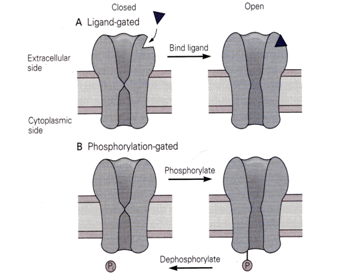 Closed
Open
A Ligand-gated
Bind ligand
Extracellular
side
Cytoplasmic
side
B Phosphorylation-gated
Phosphorylate
Dephosphorylate
P
P